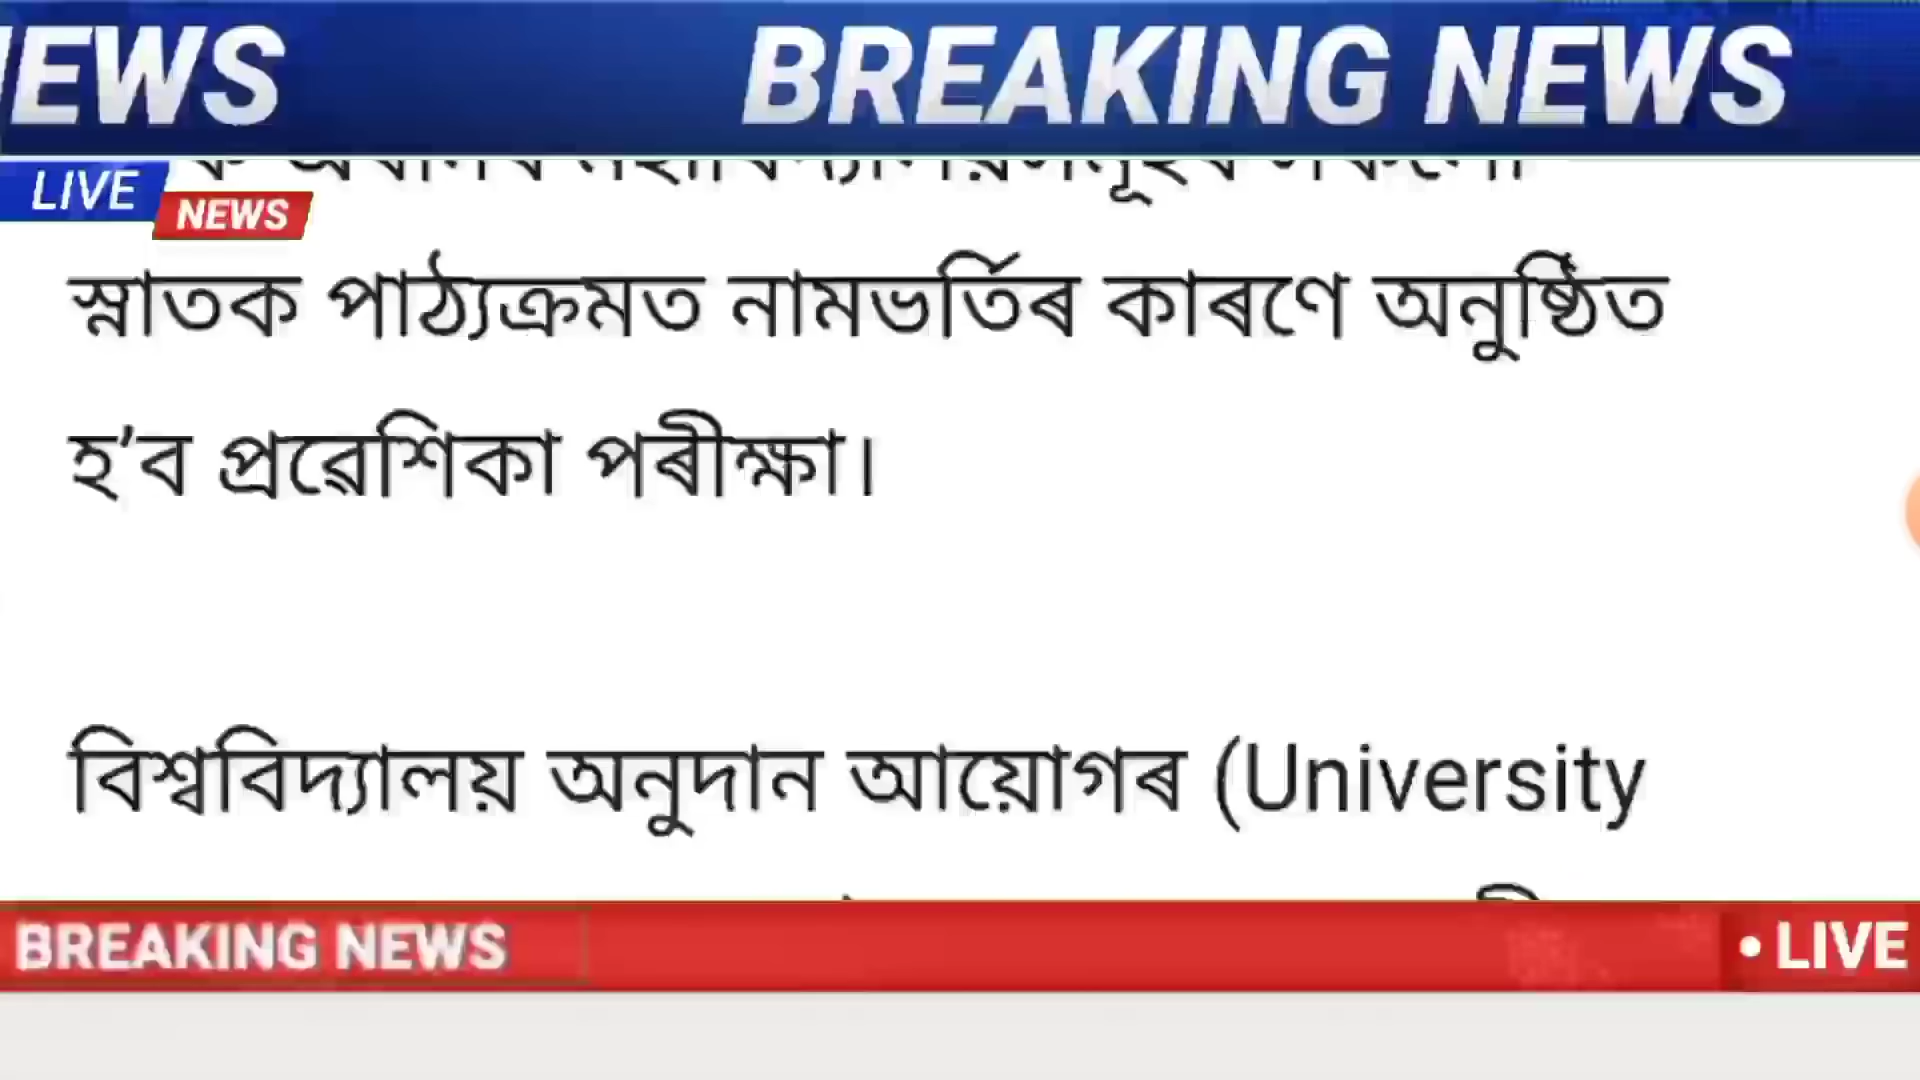 EWS BREAKING NEWS
LIVE
NEWS
স্নাতক পাঠ্যক্ৰমত নামভৰ্তিৰ কাৰণে অনুষ্ঠিত
হ’ব প্ৰৱেশিকা পৰীক্ষা।
বিশ্ববিদ্যালয় অনুদান আয়োগৰ (University
BREAKING NEWS
• LIVE